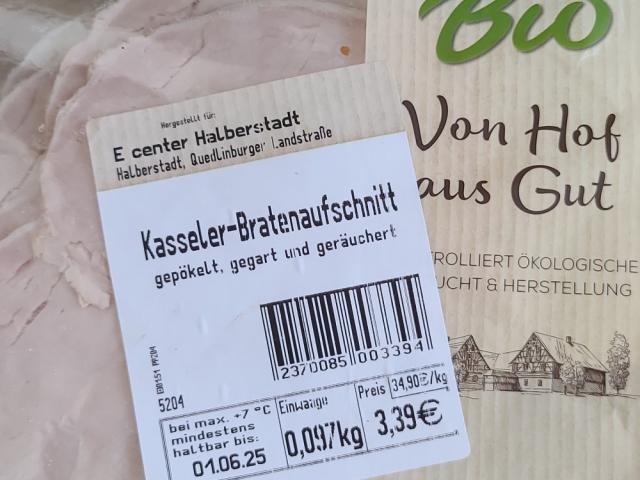 Bio
Von Hof
aus Gut
TROLLIERT ÖKOLOGISCHE
UCHT & HERSTELLUNG
Hergestellt für:
E center Halberstadt
Halberstadt, Quedlinburger Landstraße
Kasseler-Bratenaufschnitt
gepökelt, gegart und geräuchert
2370085 003394
5204
bei max. +7 °C
mindestens
haltbar bis:
01.06.25
Einwaage
0,097kg
Preis 34,90€/kg
3,39€